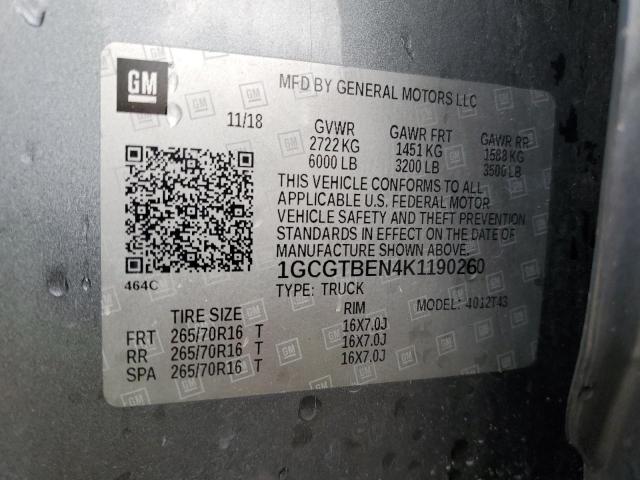 GM
MFD BY GENERAL MOTORS LLC
11/18
GVWR GAWR FRT GAWR RR
2722 KG 1451 KG 1588 KG
6000 LB 3200 LB 3500 LB
THIS VEHICLE CONFORMS TO ALL
APPLICABLE U.S. FEDERAL MOTOR
VEHICLE SAFETY AND THEFT PREVENTION
STANDARDS IN EFFECT ON THE DATE OF
MANUFACTURE SHOWN ABOVE.
1GCGTBEN4K1190260
464C
TYPE: TRUCK MODEL: 4012T43
TIRE SIZE RIM
FRT 265/70R16 T 16X7.0J
RR 265/70R16 T 16X7.0J
SPA 265/70R16 T 16X7.0J